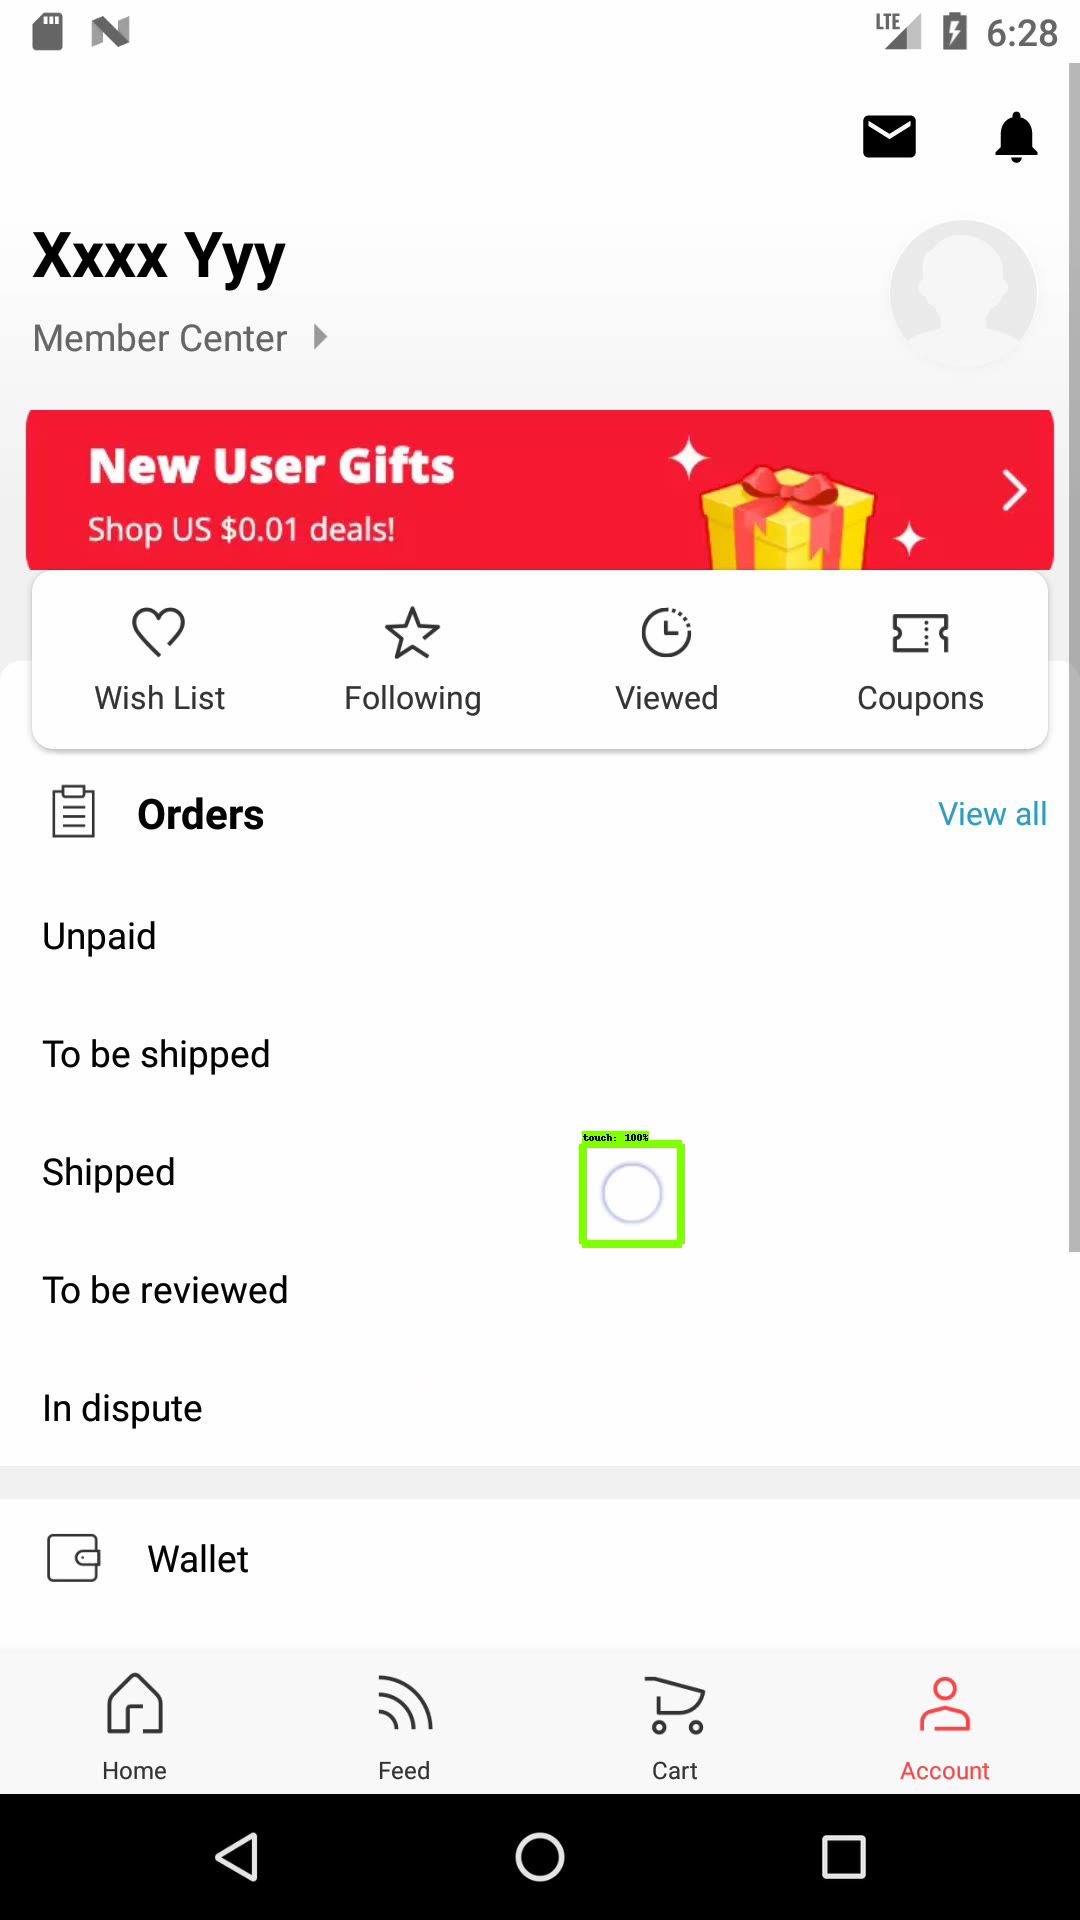 LTE 6:28
Xxxx Yyy
Member Center
New User Gifts
Shop US $0.01 deals!
Wish List Following Viewed Coupons
Orders View all
Unpaid
To be shipped
touch: 100%
Shipped
To be reviewed
In dispute
Wallet
Home Feed Cart Account